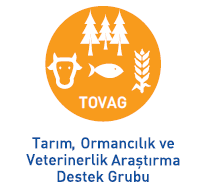 TOVAG
Tarım, Ormancılık ve
Veterinerlik Araştırma
Destek Grubu